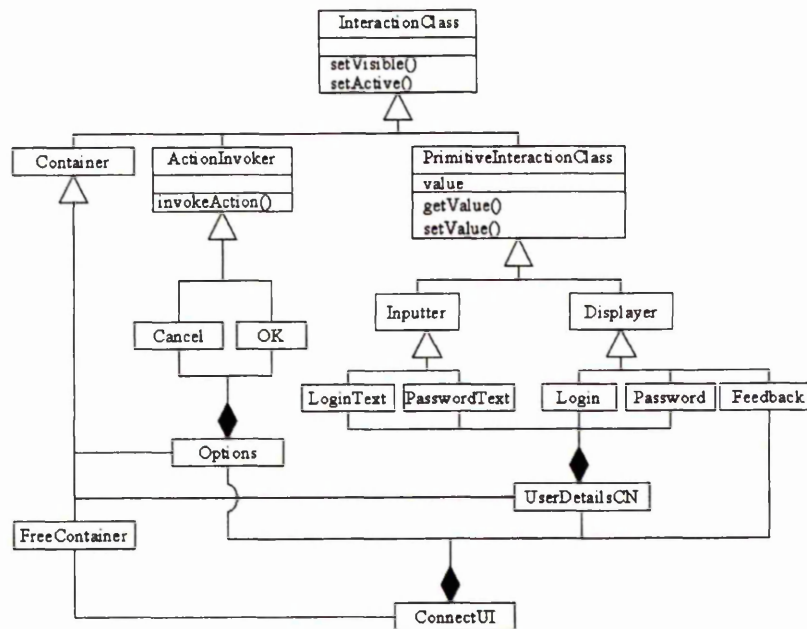 InteractionClass
setVisible()
setActive()
Container
ActionInvoker
invokeAction()
PrimitiveInteractionClass
value
getValue()
setValue()
Inputter
Displayer
Cancel
OK
LoginText
PasswordText
Login
Password
Feedback
Options
UserDetailsCN
FreeContainer
ConnectUI